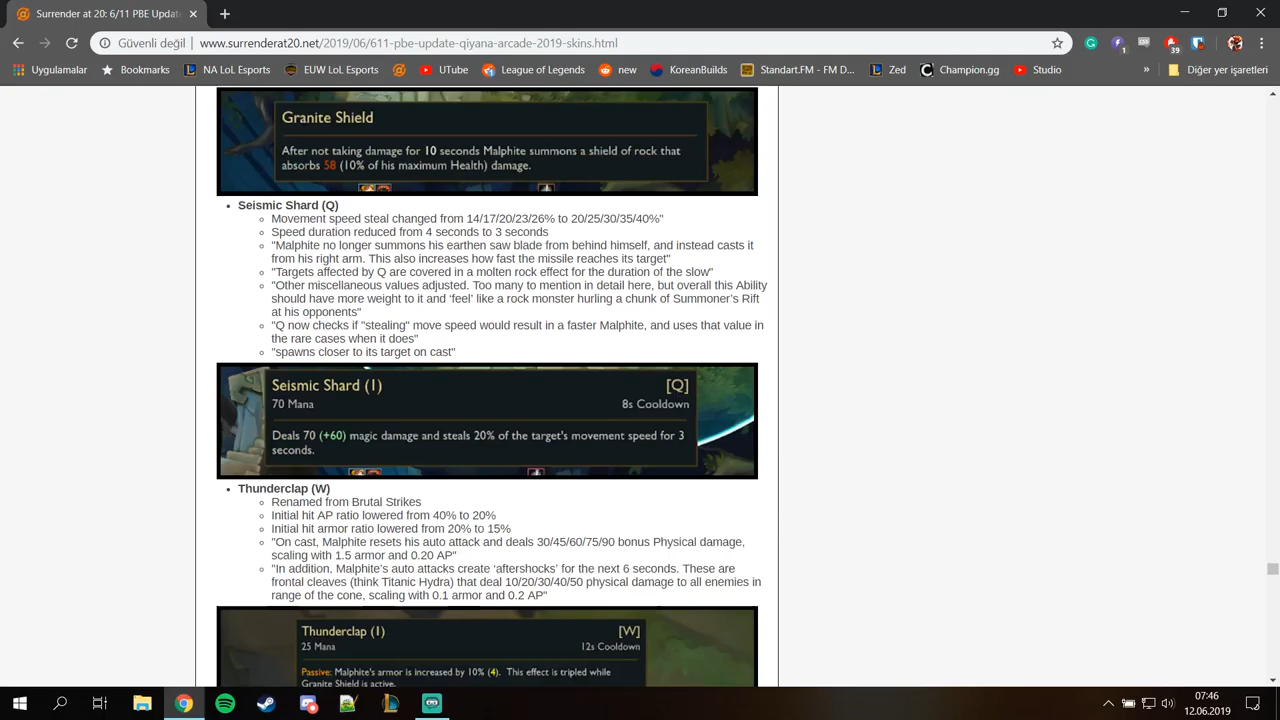 Surrender at 20: 6/11 PBE Update
Güvenli değil
www.surrenderat20.net/2019/06/611-pbe-update-qiyana-arcade-2019-skins.html
1
39
Uygulamalar
Bookmarks
NA LoL Esports
EUW LoL Esports
UTube
League of Legends
new
KoreanBuilds
Standart.FM - FM D...
Zed
Champion.gg
Studio
»
Diğer yer işaretleri
Granite Shield
After not taking damage for 10 seconds Malphite summons a shield of rock that
absorbs 58 (10% of his maximum Health) damage.
Seismic Shard (Q)
Movement speed steal changed from 14/17/20/23/26% to 20/25/30/35/40%"
Speed duration reduced from 4 seconds to 3 seconds
"Malphite no longer summons his earthen saw blade from behind himself, and instead casts it
from his right arm. This also increases how fast the missile reaches its target"
"Targets affected by Q are covered in a molten rock effect for the duration of the slow"
"Other miscellaneous values adjusted. Too many to mention in detail here, but overall this Ability
should have more weight to it and ‘feel’ like a rock monster hurling a chunk of Summoner’s Rift
at his opponents"
"Q now checks if "stealing" move speed would result in a faster Malphite, and uses that value in
the rare cases when it does"
"spawns closer to its target on cast"
Seismic Shard (1) [Q]
70 Mana 8s Cooldown
Deals 70 (+60) magic damage and steals 20% of the target's movement speed for 3
seconds.
Thunderclap (W)
Renamed from Brutal Strikes
Initial hit AP ratio lowered from 40% to 20%
Initial hit armor ratio lowered from 20% to 15%
"On cast, Malphite resets his auto attack and deals 30/45/60/75/90 bonus Physical damage,
scaling with 1.5 armor and 0.20 AP"
"In addition, Malphite’s auto attacks create ‘aftershocks’ for the next 6 seconds. These are
frontal cleaves (think Titanic Hydra) that deal 10/20/30/40/50 physical damage to all enemies in
range of the cone, scaling with 0.1 armor and 0.2 AP"
Thunderclap (1) [W]
25 Mana 12s Cooldown
Passive: Malphite's armor is increased by 10% (4). This effect is tripled while
Granite Shield is active.
07:46
12.06.2019